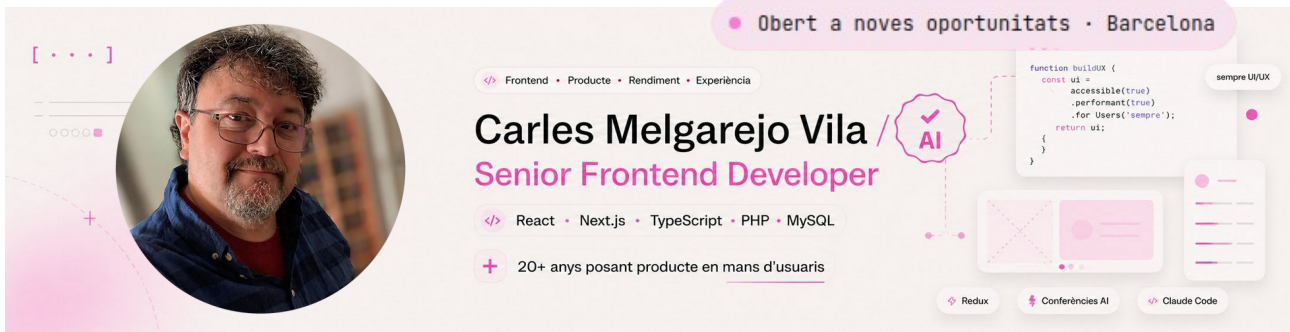 Obert a noves oportunitats · Barcelona
[ · · · ]
</> Frontend • Producte • Rendiment • Experiència
Carles Melgarejo Vila /
AI
Senior Frontend Developer
</> React • Next.js • TypeScript • PHP • MySQL
+ 20+ anys posant producte en mans d'usuaris
function buildUX {
const ui =
accessible(true)
.performant(true)
.for Users('sempre');
return ui;
{
}
}
sempre UI/UX
Redux
Conferències AI
</> Claude Code